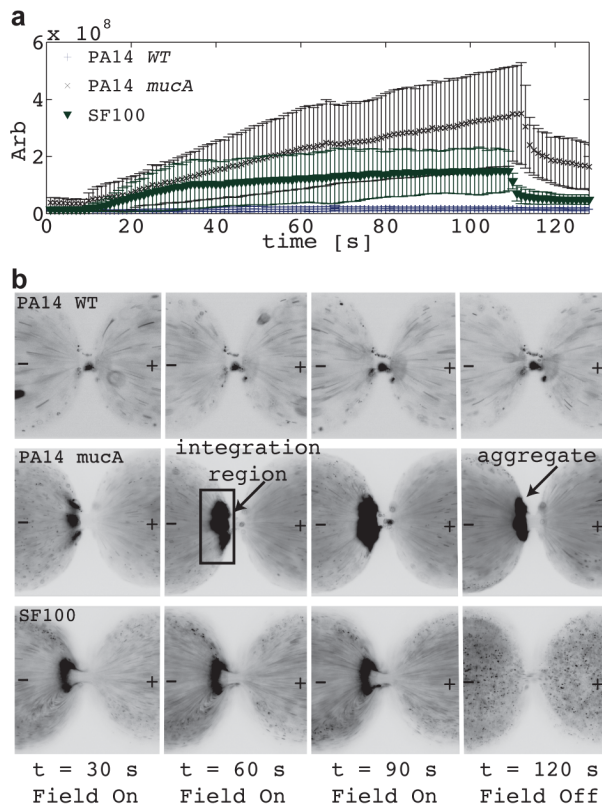 a
x 10^8
6
4
2
0
Arb
+ PA14 WT
× PA14 mucA
▼ SF100
0 20 40 60 80 100 120
time [s]
b
PA14 WT
- + - + - + - +
PA14 mucA
integration
region
aggregate
- + - + - + - +
SF100
- + - + - + - +
t = 30 s t = 60 s t = 90 s t = 120 s
Field On Field On Field On Field Off